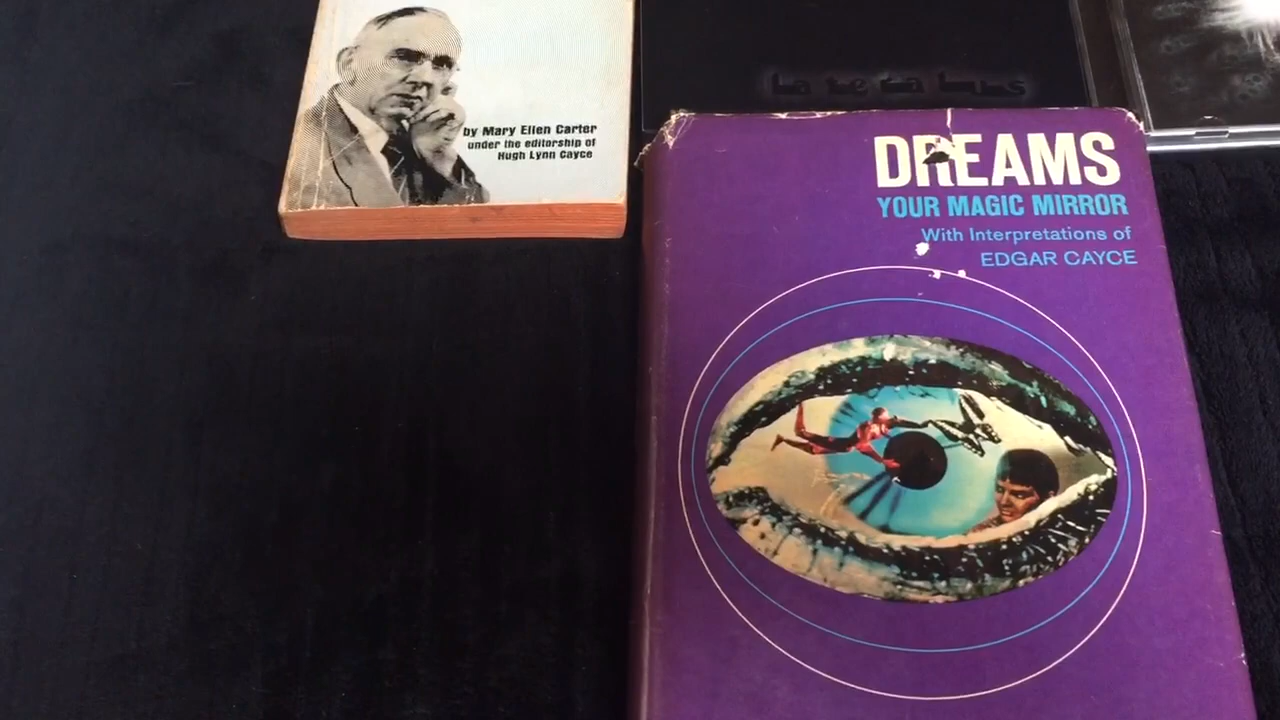 by Mary Ellen Carter
under the editorship of
Hugh Lynn Cayce
DREAMS
YOUR MAGIC MIRROR
With Interpretations of
EDGAR CAYCE